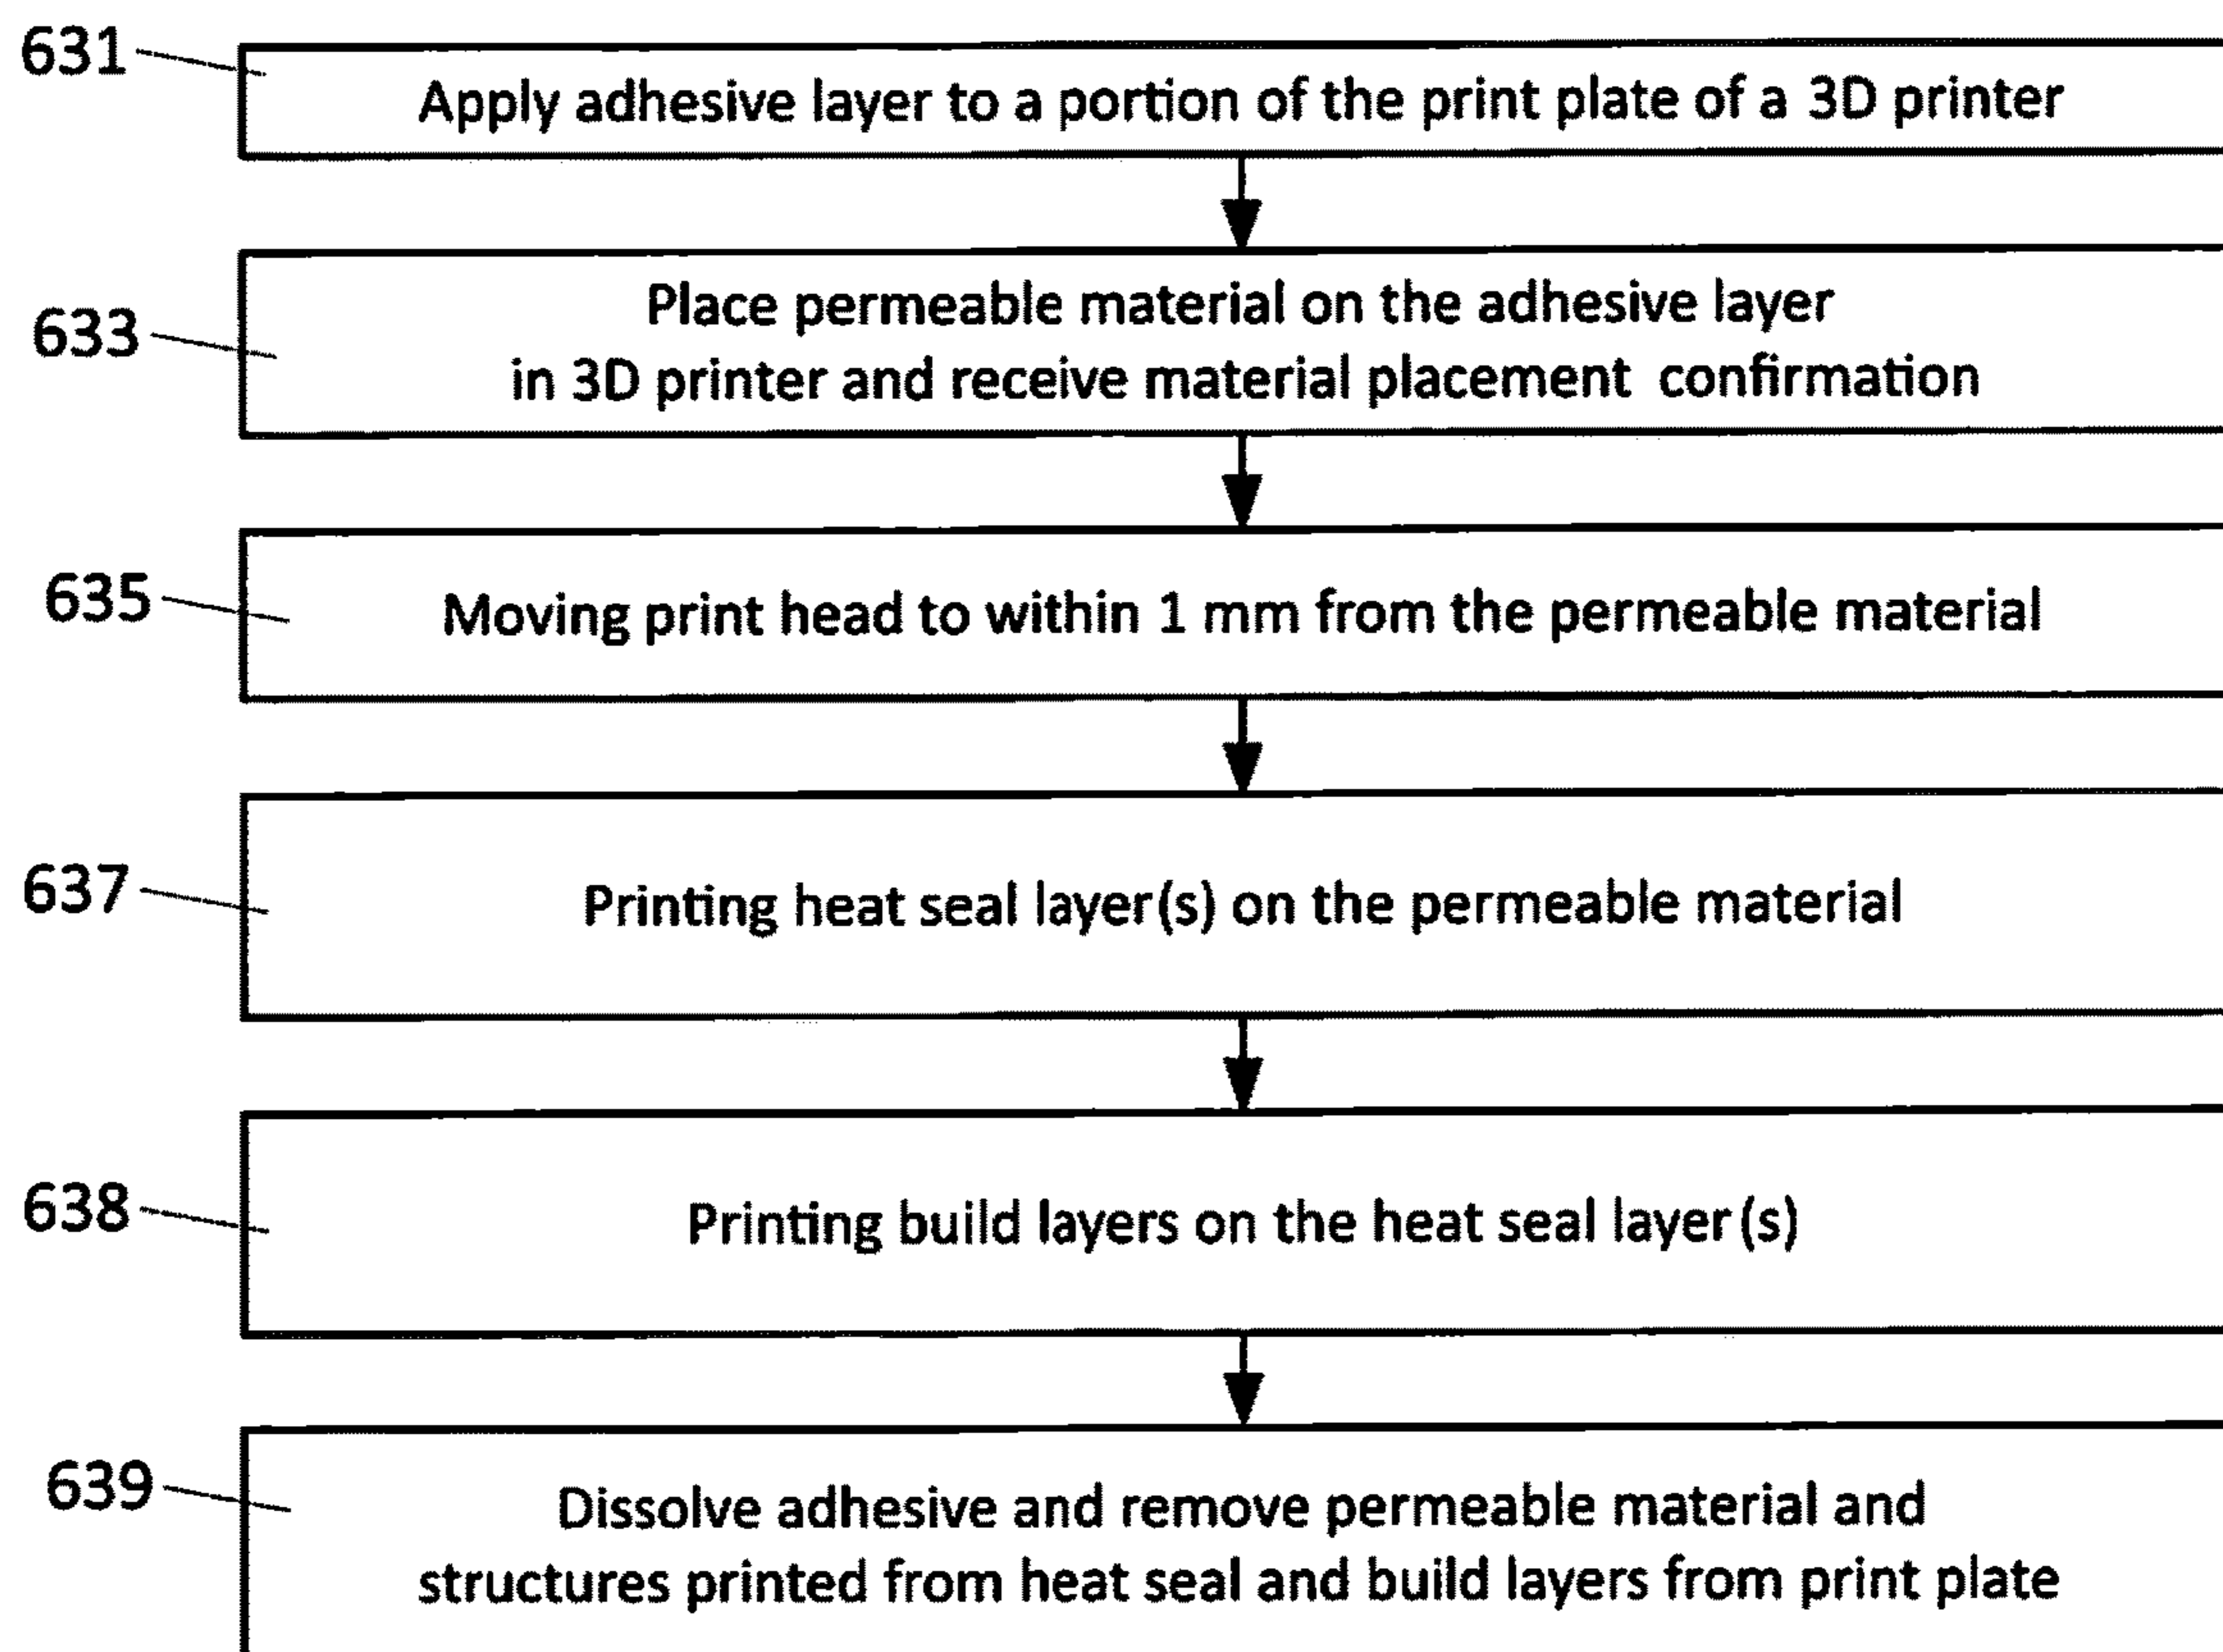 631
Apply adhesive layer to a portion of the print plate of a 3D printer
633
Place permeable material on the adhesive layer
in 3D printer and receive material placement confirmation
635
Moving print head to within 1 mm from the permeable material
637
Printing heat seal layer(s) on the permeable material
638
Printing build layers on the heat seal layer(s)
639
Dissolve adhesive and remove permeable material and
structures printed from heat seal and build layers from print plate